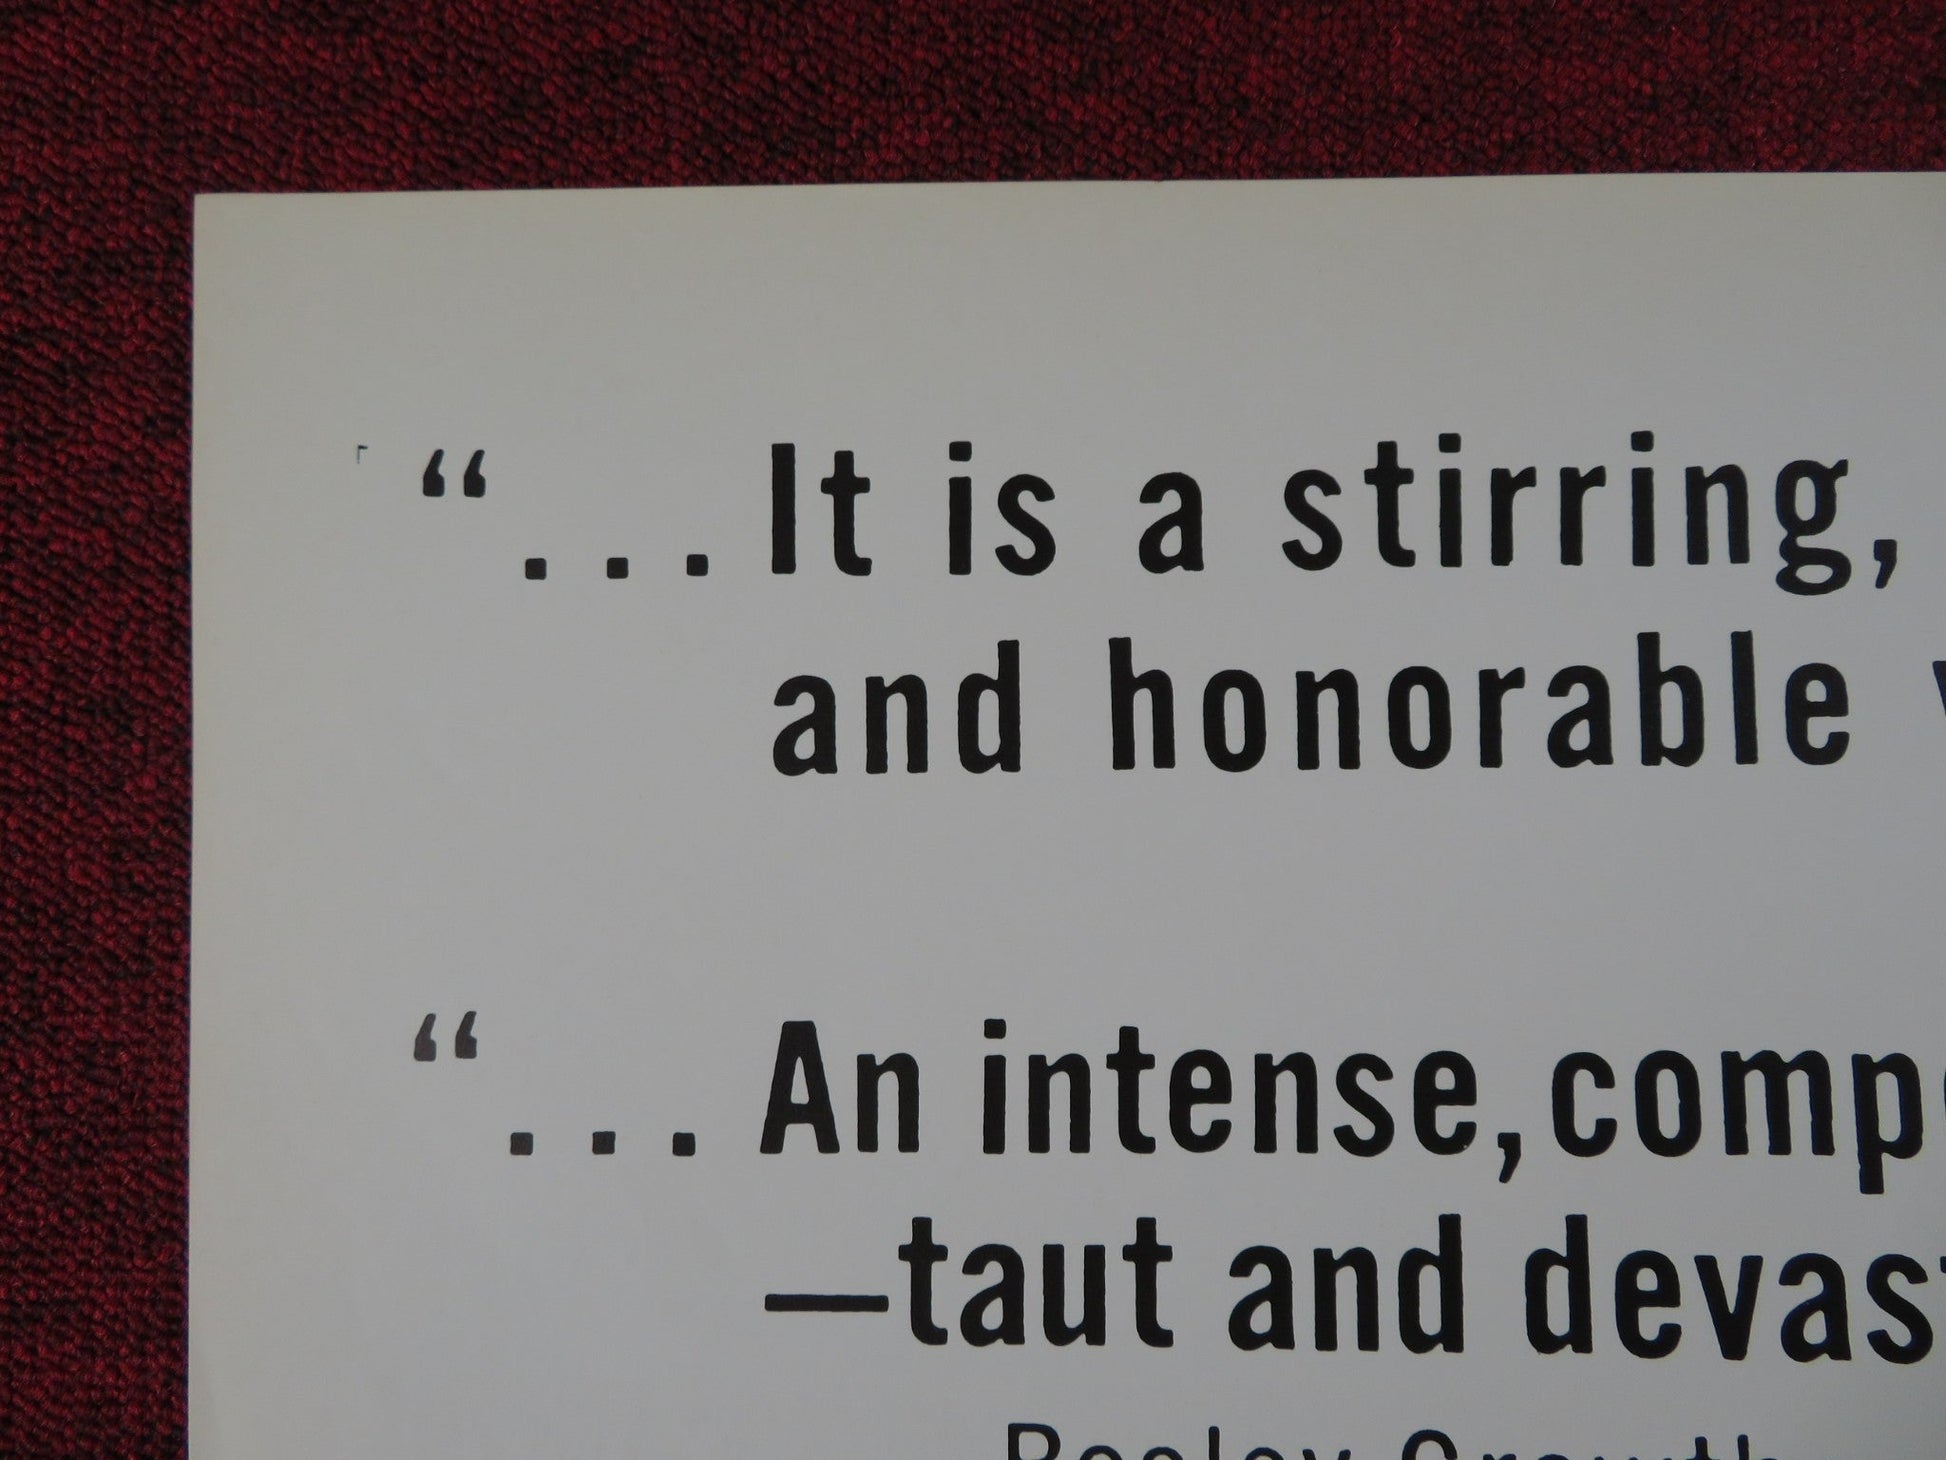 “... It is a stirring,
and honorable
“... An intense, comp
—taut and devas